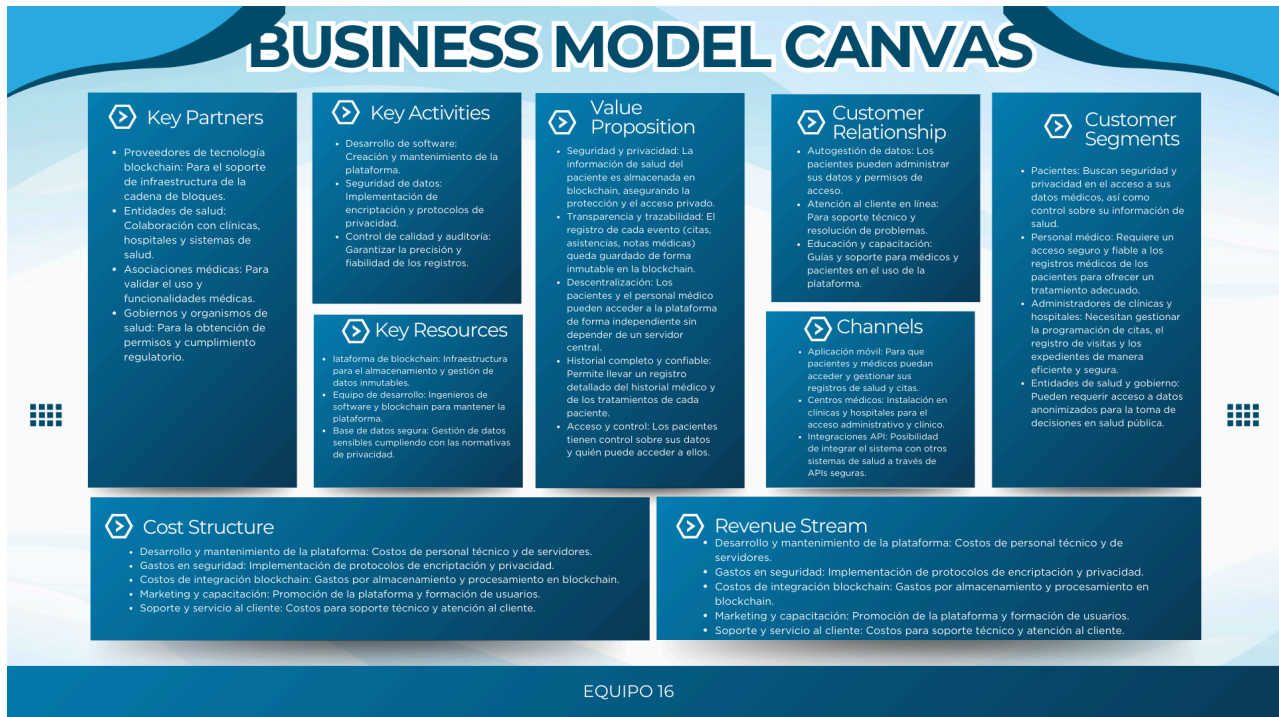 BUSINESS MODEL CANVAS
Key Partners
• Proveedores de tecnología
blockchain: Para el soporte
de infraestructura de la
cadena de bloques.
• Entidades de salud:
Colaboración con clínicas,
hospitales y sistemas de
salud.
• Asociaciones médicas: Para
validar el uso y
funcionalidades médicas.
• Gobiernos y organismos de
salud: Para la obtención de
permisos y cumplimiento
regulatorio.
Key Activities
• Desarrollo de software:
Creación y mantenimiento de la
plataforma.
• Seguridad de datos:
Implementación de
encriptación y protocolos de
privacidad.
• Control de calidad y auditoría:
Garantizar la precisión y
fiabilidad de los registros.
Key Resources
• lataforma de blockchain: Infraestructura
para el almacenamiento y gestión de
datos inmutables.
• Equipo de desarrollo: Ingenieros de
software y blockchain para mantener la
plataforma.
• Base de datos segura: Gestión de datos
sensibles cumpliendo con las normativas
de privacidad.
Value
Proposition
• Seguridad y privacidad: La
información de salud del
paciente es almacenada en
blockchain, asegurando la
protección y el acceso privado.
• Transparencia y trazabilidad: El
registro de cada evento (citas,
asistencias, notas médicas)
queda guardado de forma
inmutable en la blockchain.
• Descentralización: Los
pacientes y el personal médico
pueden acceder a la plataforma
de forma independiente sin
depender de un servidor
central.
• Historial completo y confiable:
Permite llevar un registro
detallado del historial médico y
de los tratamientos de cada
paciente.
• Acceso y control: Los pacientes
tienen control sobre sus datos
y quién puede acceder a ellos.
Customer
Relationship
• Autogestión de datos: Los
pacientes pueden administrar
sus datos y permisos de
acceso.
• Atención al cliente en línea:
Para soporte técnico y
resolución de problemas.
• Educación y capacitación:
Guías y soporte para médicos y
pacientes en el uso de la
plataforma.
Channels
• Aplicación móvil: Para que
pacientes y médicos puedan
acceder y gestionar sus
registros de salud y citas.
• Centros médicos: Instalación en
clínicas y hospitales para el
acceso administrativo y clínico.
• Integraciones API: Posibilidad
de integrar el sistema con otros
sistemas de salud a través de
APIs seguras.
Customer
Segments
• Pacientes: Buscan seguridad y
privacidad en el acceso a sus
datos médicos, así como
control sobre su información de
salud.
• Personal médico: Requiere un
acceso seguro y fiable a los
registros médicos de los
pacientes para ofrecer un
tratamiento adecuado.
• Administradores de clínicas y
hospitales: Necesitan gestionar
la programación de citas, el
registro de visitas y los
expedientes de manera
eficiente y segura.
• Entidades de salud y gobierno:
Pueden requerir acceso a datos
anonimizados para la toma de
decisiones en salud pública.
Cost Structure
• Desarrollo y mantenimiento de la plataforma: Costos de personal técnico y de servidores.
• Gastos en seguridad: Implementación de protocolos de encriptación y privacidad.
• Costos de integración blockchain: Gastos por almacenamiento y procesamiento en blockchain.
• Marketing y capacitación: Promoción de la plataforma y formación de usuarios.
• Soporte y servicio al cliente: Costos para soporte técnico y atención al cliente.
Revenue Stream
• Desarrollo y mantenimiento de la plataforma: Costos de personal técnico y de
servidores.
• Gastos en seguridad: Implementación de protocolos de encriptación y privacidad.
• Costos de integración blockchain: Gastos por almacenamiento y procesamiento en
blockchain.
• Marketing y capacitación: Promoción de la plataforma y formación de usuarios.
• Soporte y servicio al cliente: Costos para soporte técnico y atención al cliente.
EQUIPO 16